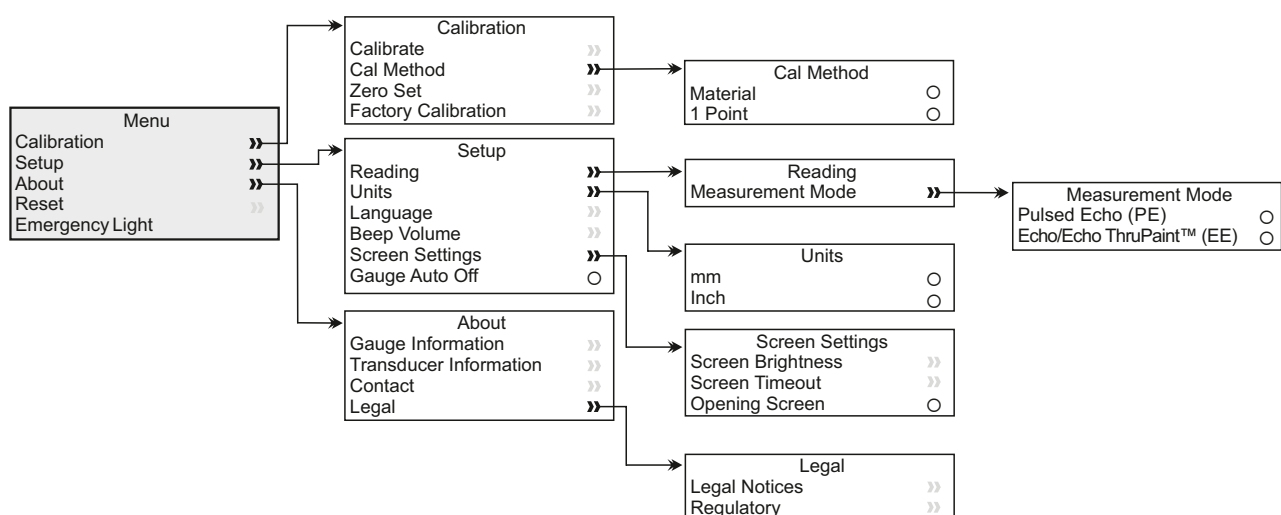 Menu
Calibration
Setup
About
Reset
Emergency Light
Calibration
Calibrate
Cal Method
Zero Set
Factory Calibration
Cal Method
Material
1 Point
Setup
Reading
Units
Language
Beep Volume
Screen Settings
Gauge Auto Off
Reading
Measurement Mode
Measurement Mode
Pulsed Echo (PE)
Echo/Echo ThruPaint™ (EE)
Units
mm
Inch
Screen Settings
Screen Brightness
Screen Timeout
Opening Screen
About
Gauge Information
Transducer Information
Contact
Legal
Legal
Legal Notices
Regulatory